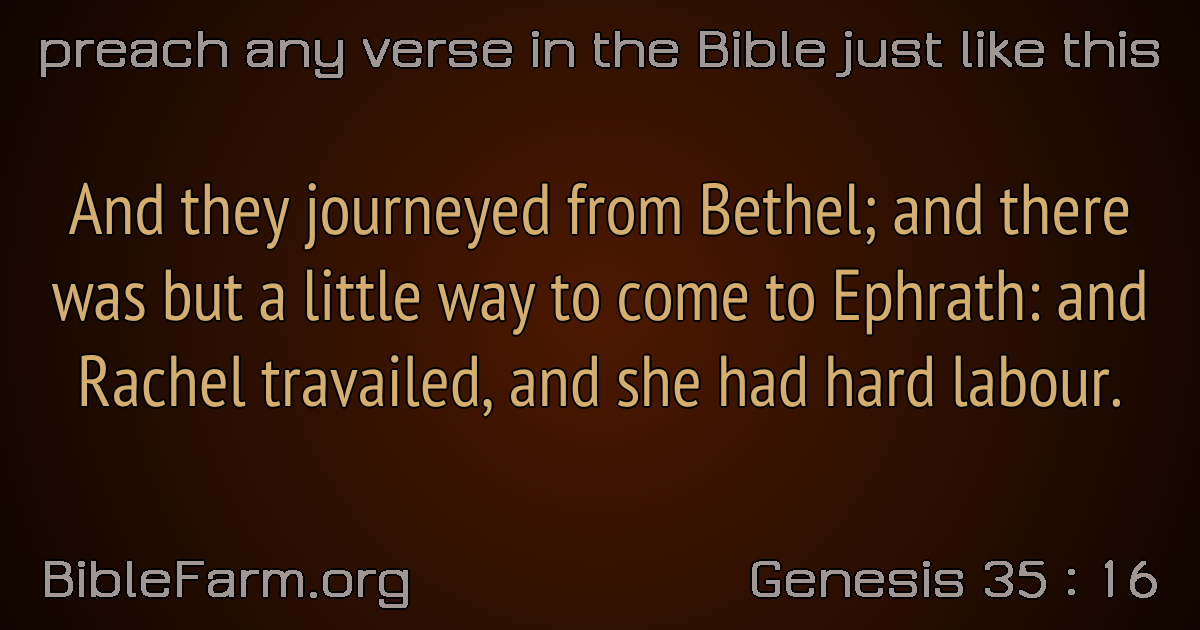 preach any verse in the Bible just like this
And they journeyed from Bethel; and there
was but a little way to come to Ephrath: and
Rachel travailed, and she had hard labour.
BibleFarm.org
Genesis 35 : 16